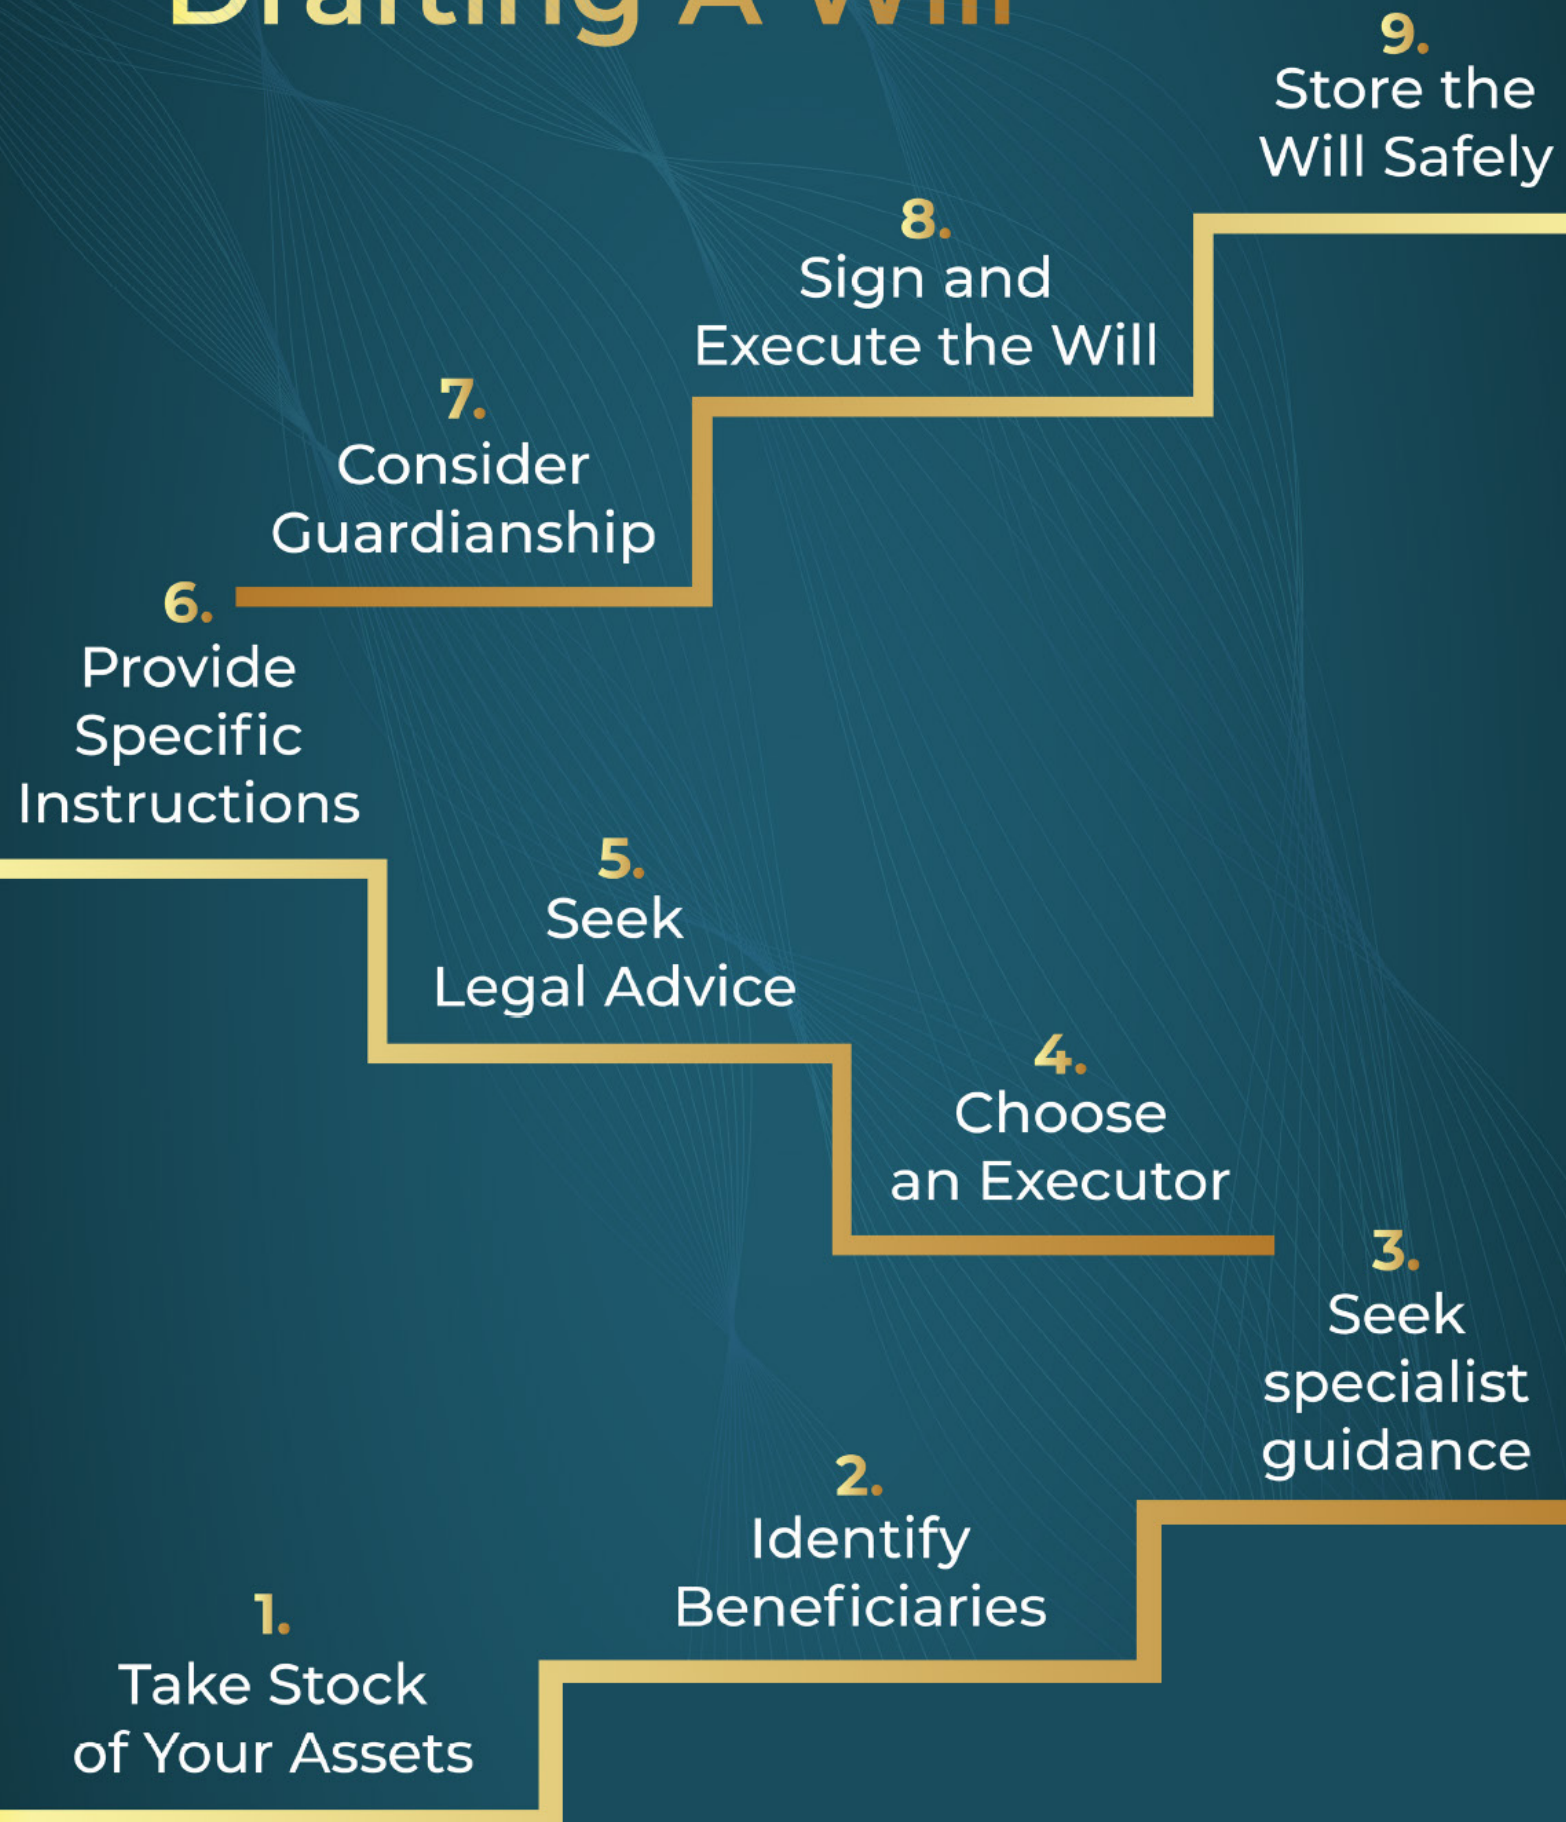 Drafting A Will
9.
Store the
Will Safely
8.
Sign and
Execute the Will
7.
Consider
Guardianship
6.
Provide
Specific
Instructions
5.
Seek
Legal Advice
4.
Choose
an Executor
3.
Seek
specialist
guidance
2.
Identify
Beneficiaries
1.
Take Stock
of Your Assets